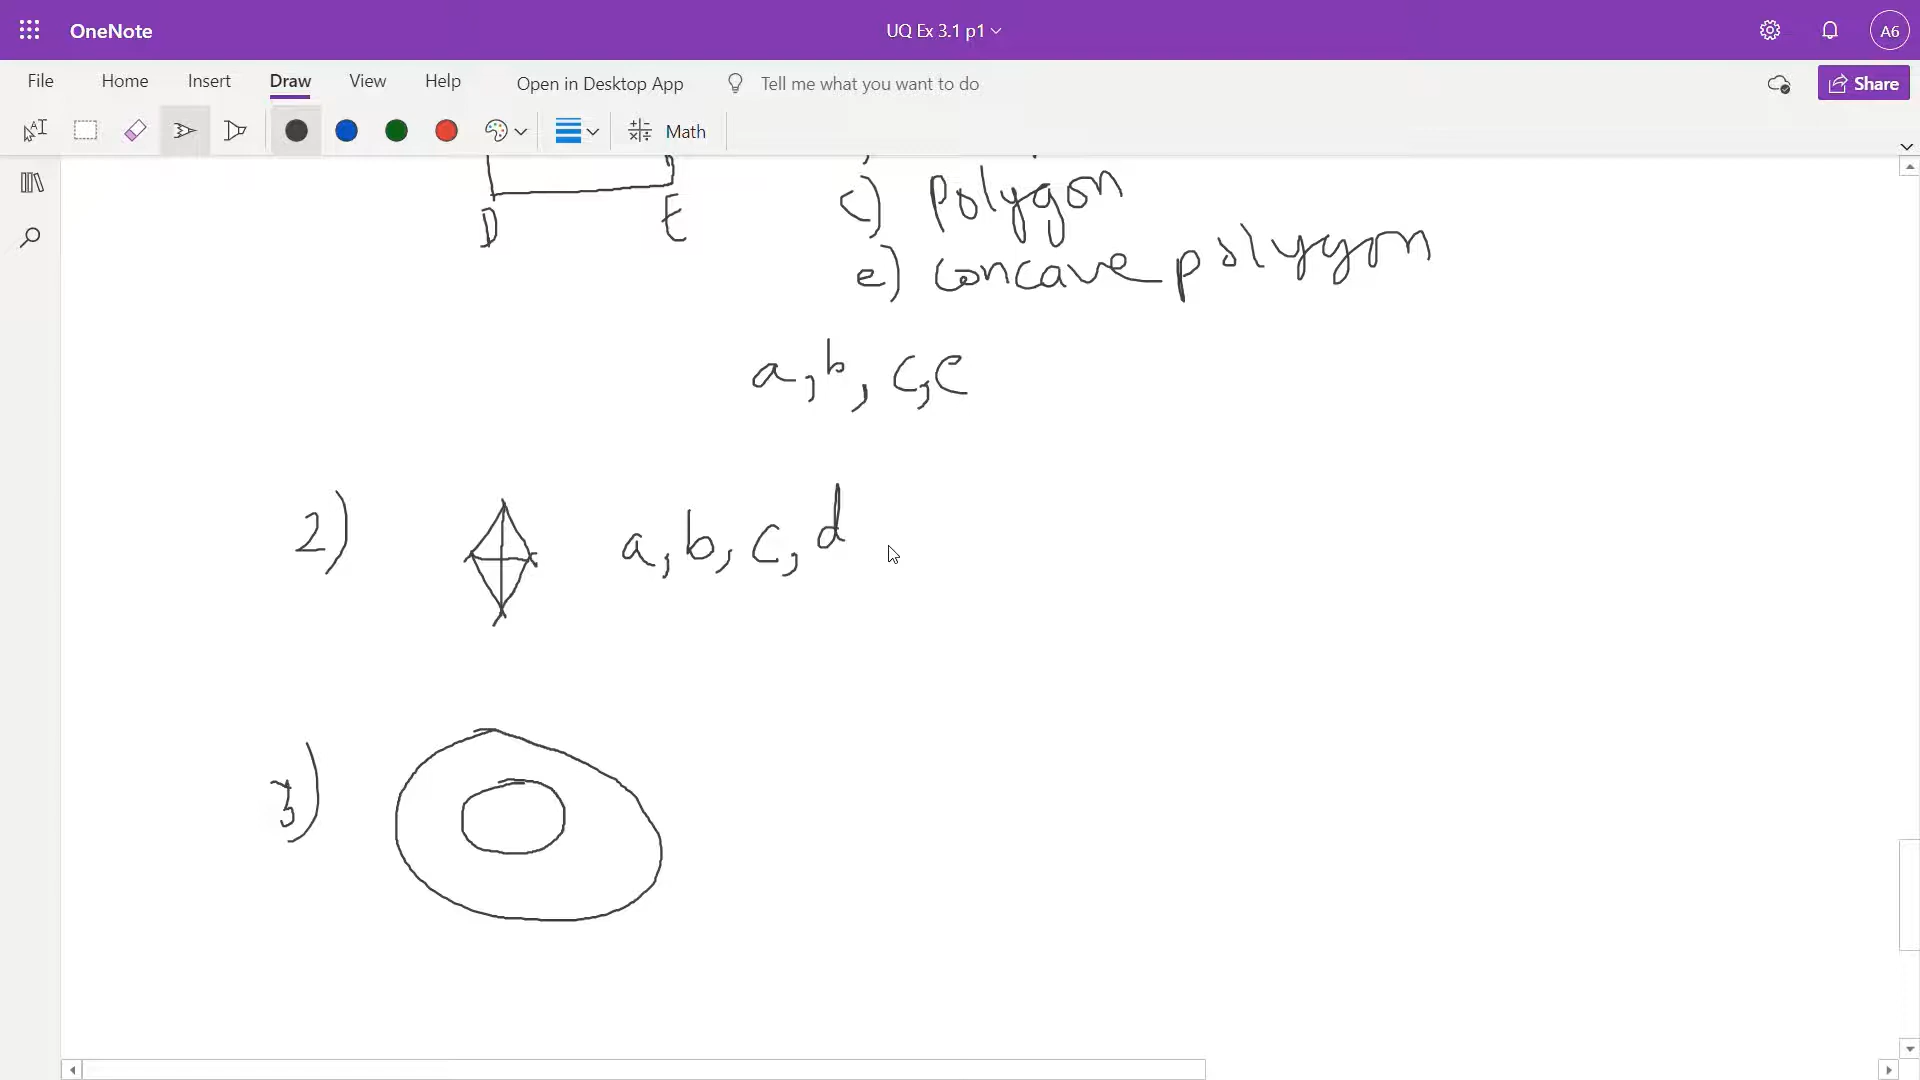 OneNote
UQ Ex 3.1 p1
A6
File Home Insert Draw View Help Open in Desktop App Tell me what you want to do
Share
Math
D E
c) Polygon
e) concave polygon
a, b, c, e
2) a, b, c, d
3)